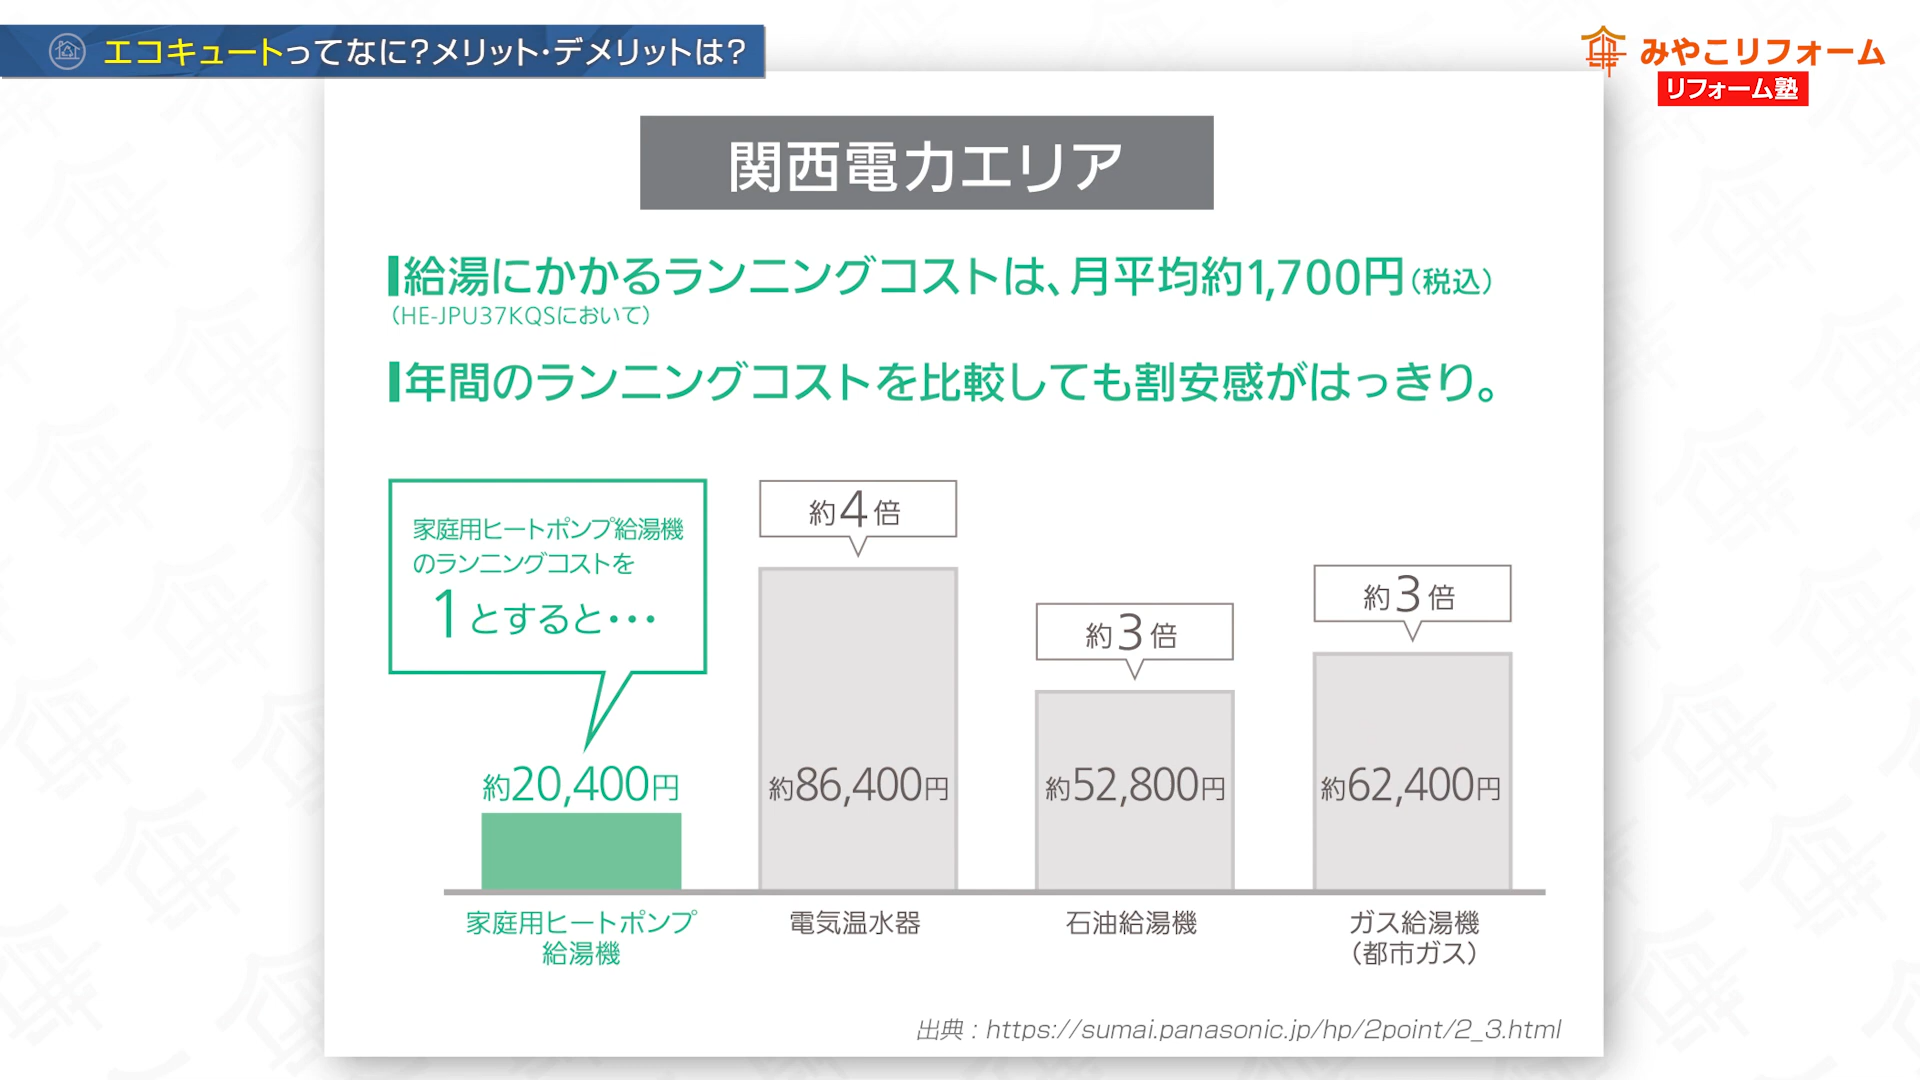 エコキュートってなに?メリット・デメリットは?
みやこリフォーム
リフォーム塾
関西電力エリア
給湯にかかるランニングコストは、月平均約1,700円(税込)
(HE-JPU37KQSにおいて)
年間のランニングコストを比較しても割安感がはっきり。
家庭用ヒートポンプ給湯機
のランニングコストを
1とすると・・・
約4倍
約3倍
約3倍
約20,400円
約86,400円
約52,800円
約62,400円
家庭用ヒートポンプ
給湯機
電気温水器
石油給湯機
ガス給湯機
(都市ガス)
出典 : https://sumai.panasonic.jp/hp/2point/2_3.html